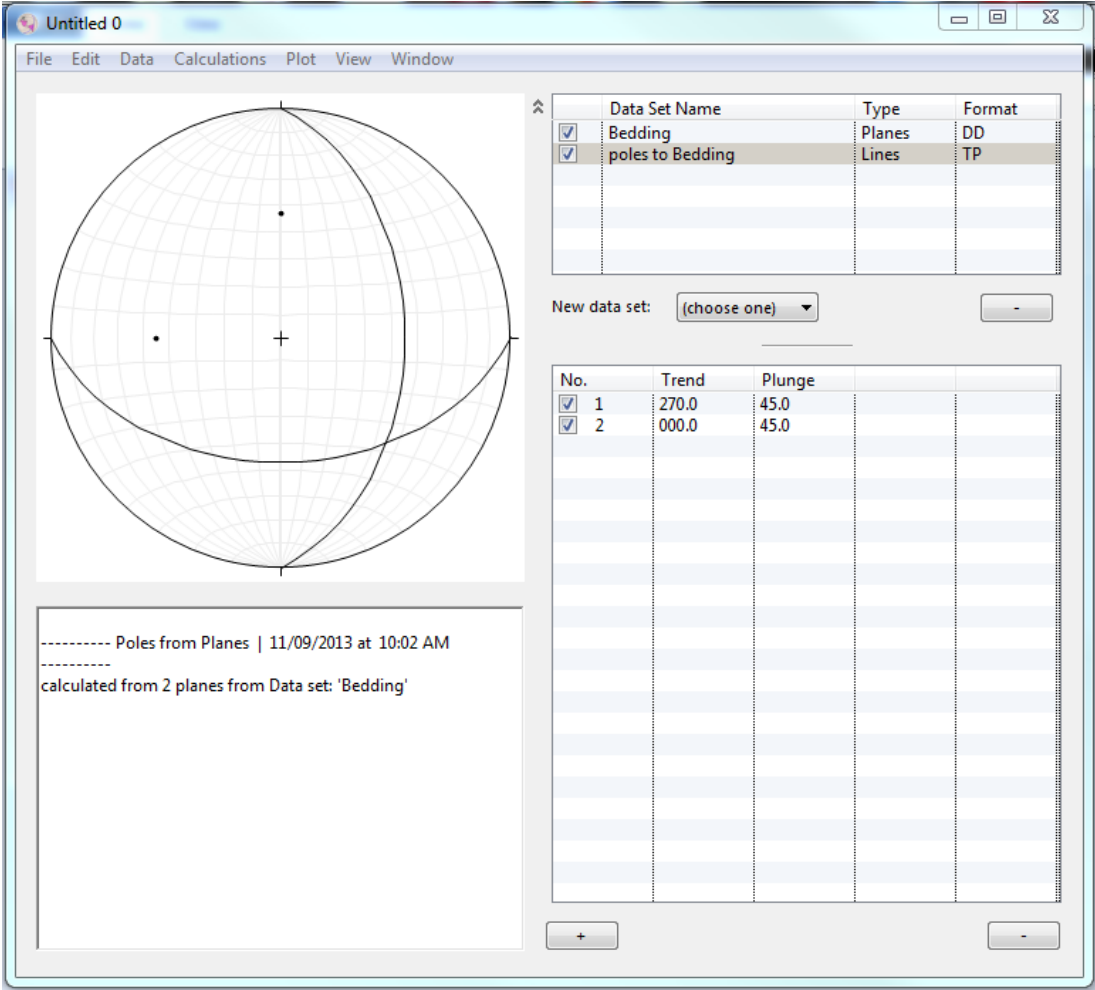 Untitled 0
File Edit Data Calculations Plot View Window
Data Set Name Type Format
Bedding Planes DD
poles to Bedding Lines TP
New data set: (choose one) -
No. Trend Plunge
1 270.0 45.0
2 000.0 45.0
---------- Poles from Planes | 11/09/2013 at 10:02 AM
----------
calculated from 2 planes from Data set: 'Bedding'
+ -